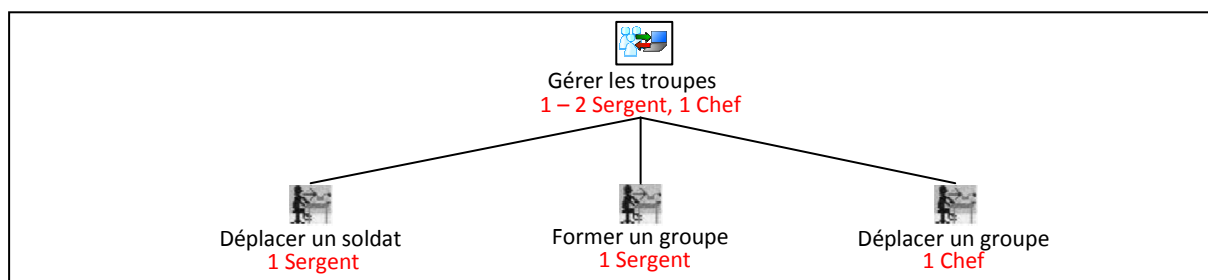 Gérer les troupes
1 – 2 Sergent, 1 Chef
Déplacer un soldat
1 Sergent
Former un groupe
1 Sergent
Déplacer un groupe
1 Chef